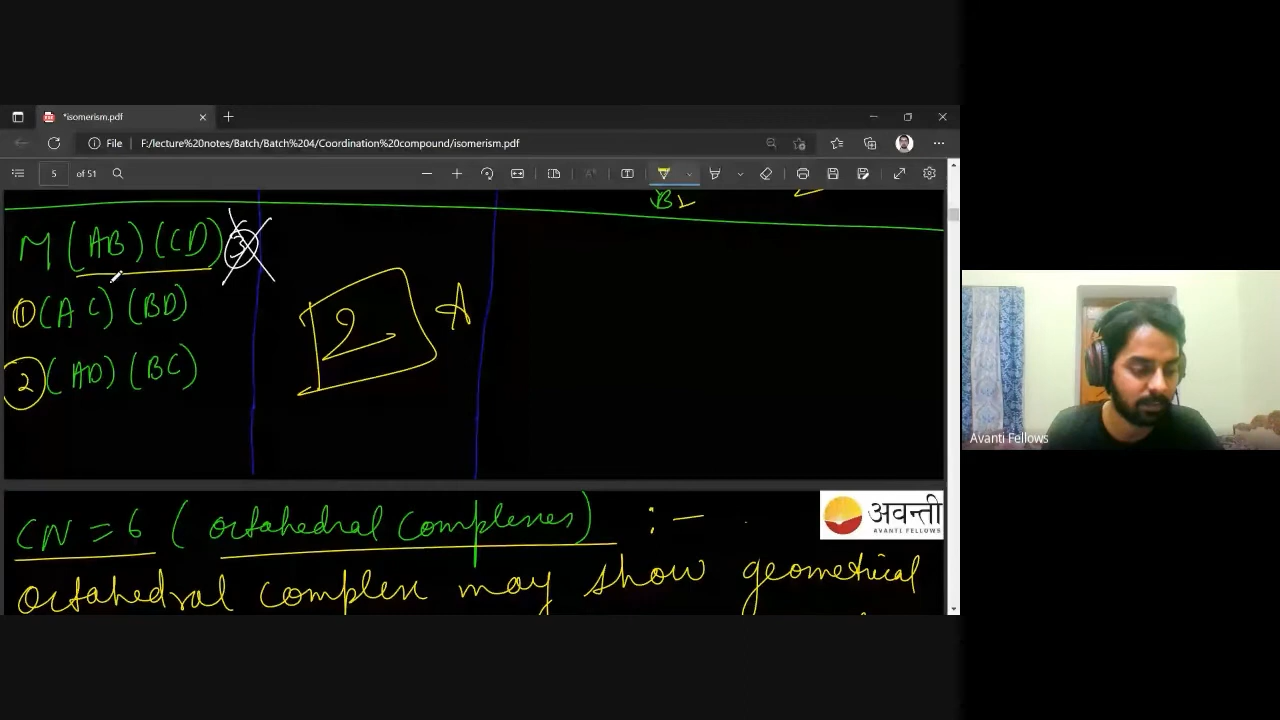 *isomerism.pdf
File F:/lecture%20notes/Batch/Batch%204/Coordination%20compound/isomerism.pdf
5 of 51
B
M (AB) (CD) 3
1 (AC) (BD)
2 (AD) (BC)
2 A
CN = 6 (octahedral complexes) :-
अवन्ती
AVANTI FELLOWS
octahedral complex may show geometrical
Avanti Fellows